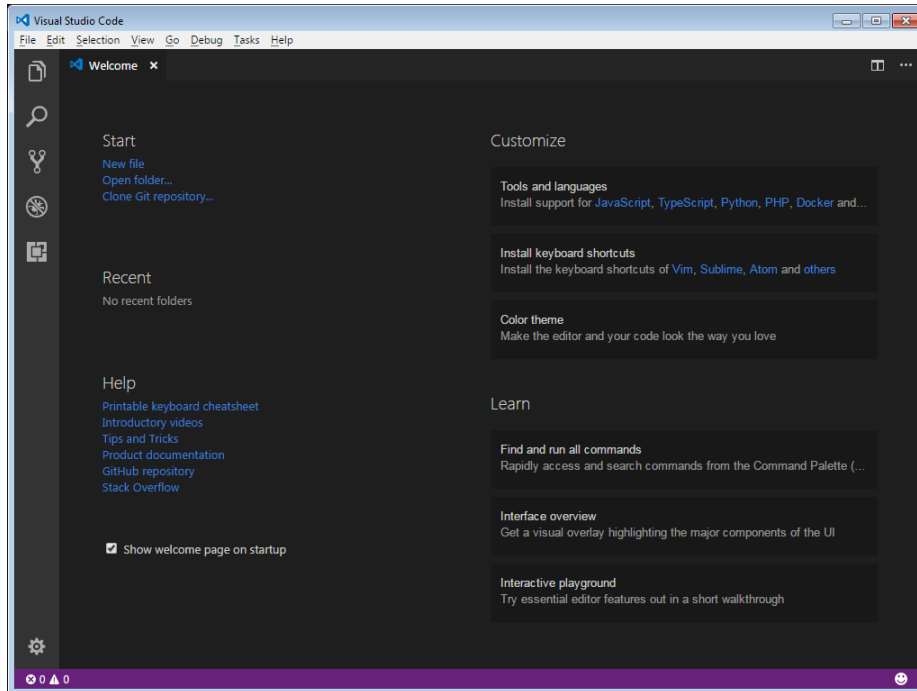 Visual Studio Code
File Edit Selection View Go Debug Tasks Help
Welcome
Start
New file
Open folder...
Clone Git repository...
Recent
No recent folders
Help
Printable keyboard cheatsheet
Introductory videos
Tips and Tricks
Product documentation
GitHub repository
Stack Overflow
Show welcome page on startup
Customize
Tools and languages
Install support for JavaScript, TypeScript, Python, PHP, Docker and...
Install keyboard shortcuts
Install the keyboard shortcuts of Vim, Sublime, Atom and others
Color theme
Make the editor and your code look the way you love
Learn
Find and run all commands
Rapidly access and search commands from the Command Palette (...
Interface overview
Get a visual overlay highlighting the major components of the UI
Interactive playground
Try essential editor features out in a short walkthrough
0 0